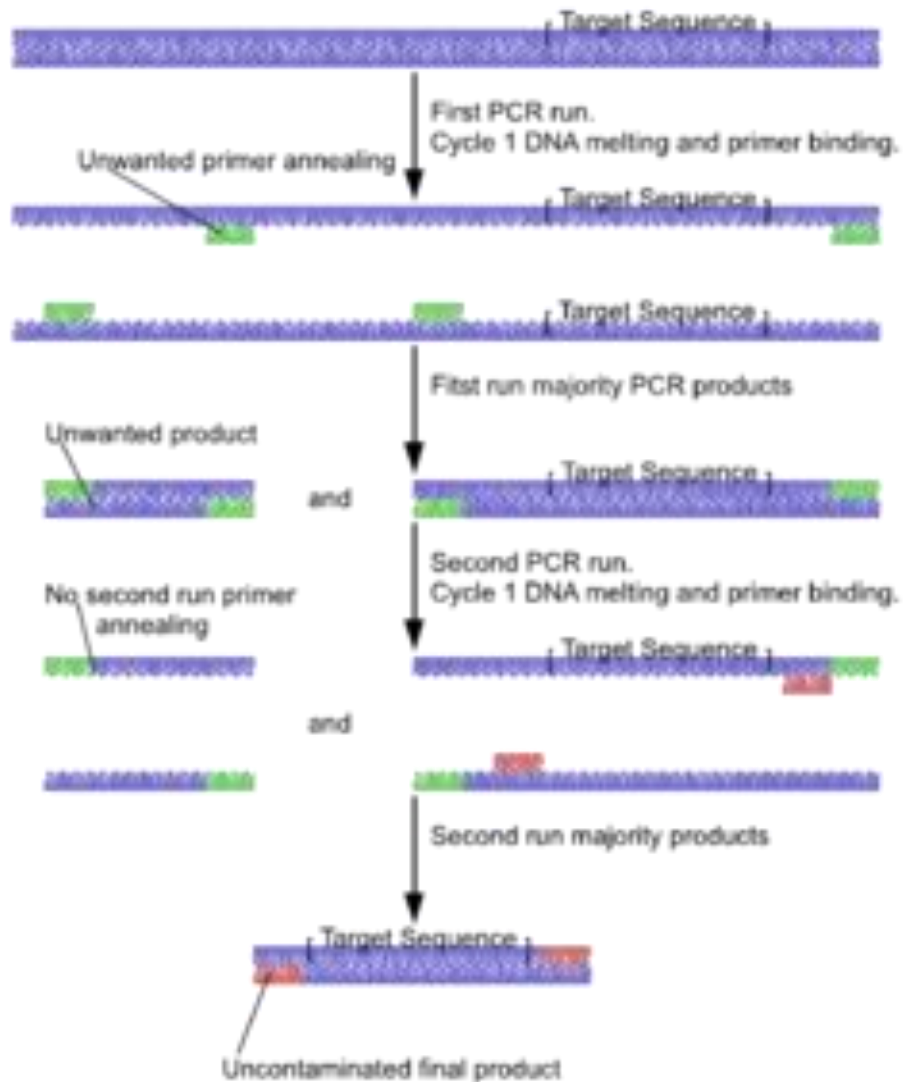 Target Sequence
First PCR run.
Cycle 1 DNA melting and primer binding.
Unwanted primer annealing
Target Sequence
Target Sequence
Fitst run majority PCR products
Unwanted product
Target Sequence
and
Second PCR run.
Cycle 1 DNA melting and primer binding.
No second run primer
annealing
Target Sequence
and
Second run majority products
Target Sequence
Uncontaminated final product